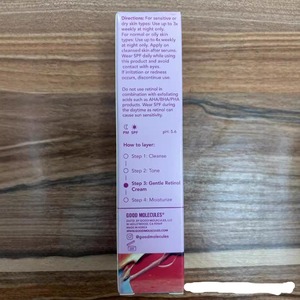 Directions: For sensitive or
dry skin types: Use up to 3x
weekly at night only.
For normal or oily skin
types: Use up to 6x weekly
at night only. Apply on
cleansed skin after serums.
Wear SPF daily while using
this product and avoid
contact with eyes.
If irritation or redness
occurs, discontinue use.
Do not use retinol in
combination with exfoliating
acids such as AHA/BHA/PHA
products. Wear SPF during
the daytime as retinol can
cause sun sensitivity.
PM SPF
How to layer:
Step 1: Cleanse
Step 2: Tone
Step 3: Gentle Retinol
Cream
Step 4: Moisturize
GOOD MOLECULES®
@goodmolecules